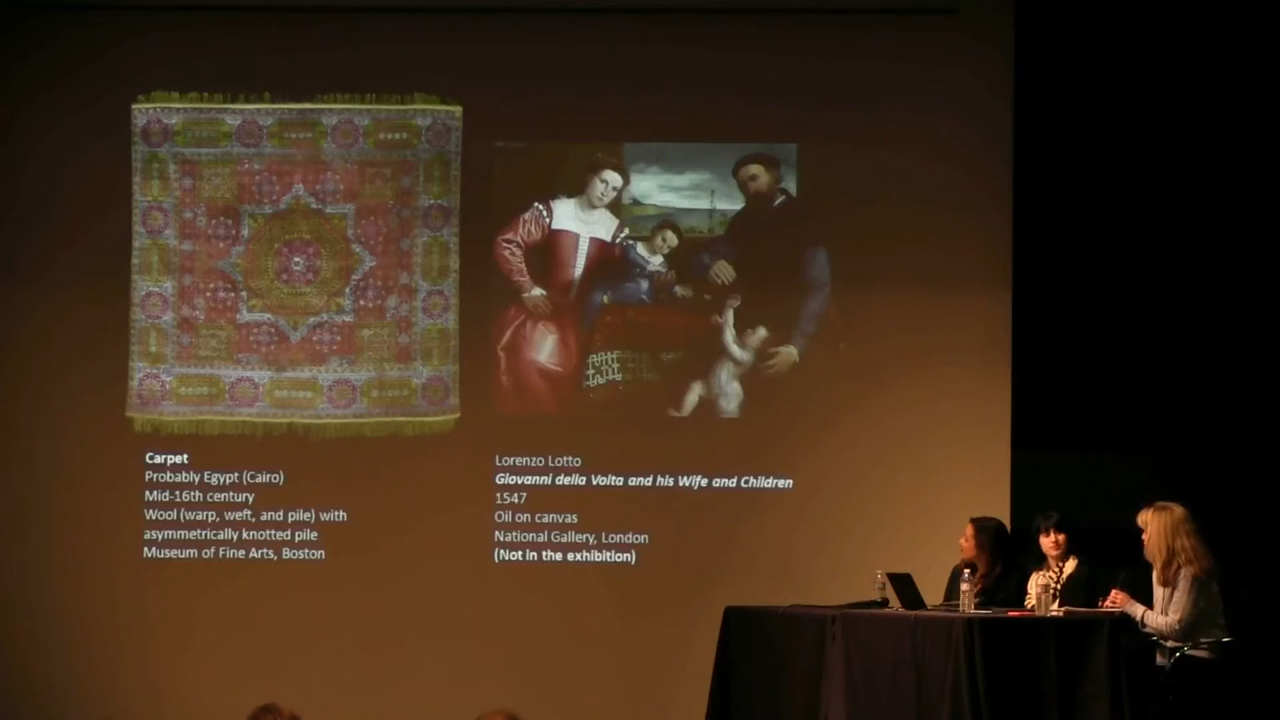 Carpet
Probably Egypt (Cairo)
Mid-16th century
Wool (warp, weft, and pile) with
asymmetrically knotted pile
Museum of Fine Arts, Boston
Lorenzo Lotto
Giovanni della Volta and his Wife and Children
1547
Oil on canvas
National Gallery, London
(Not in the exhibition)